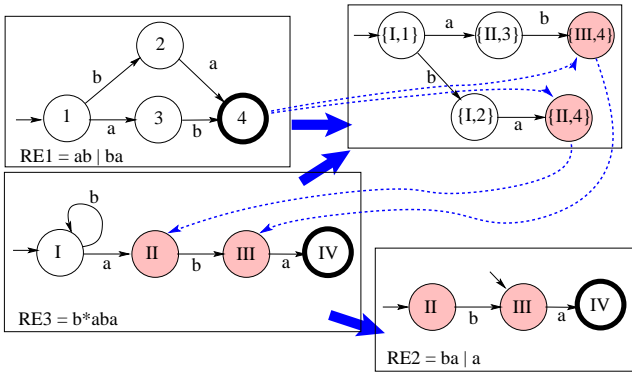 2
b
a
1
a
3
b
4
RE1 = ab | ba
{I,1}
a
{II,3}
b
{III,4}
b
{I,2}
a
{II,4}
b
I
a
II
b
III
a
IV
RE3 = b*aba
II
b
III
a
IV
RE2 = ba | a